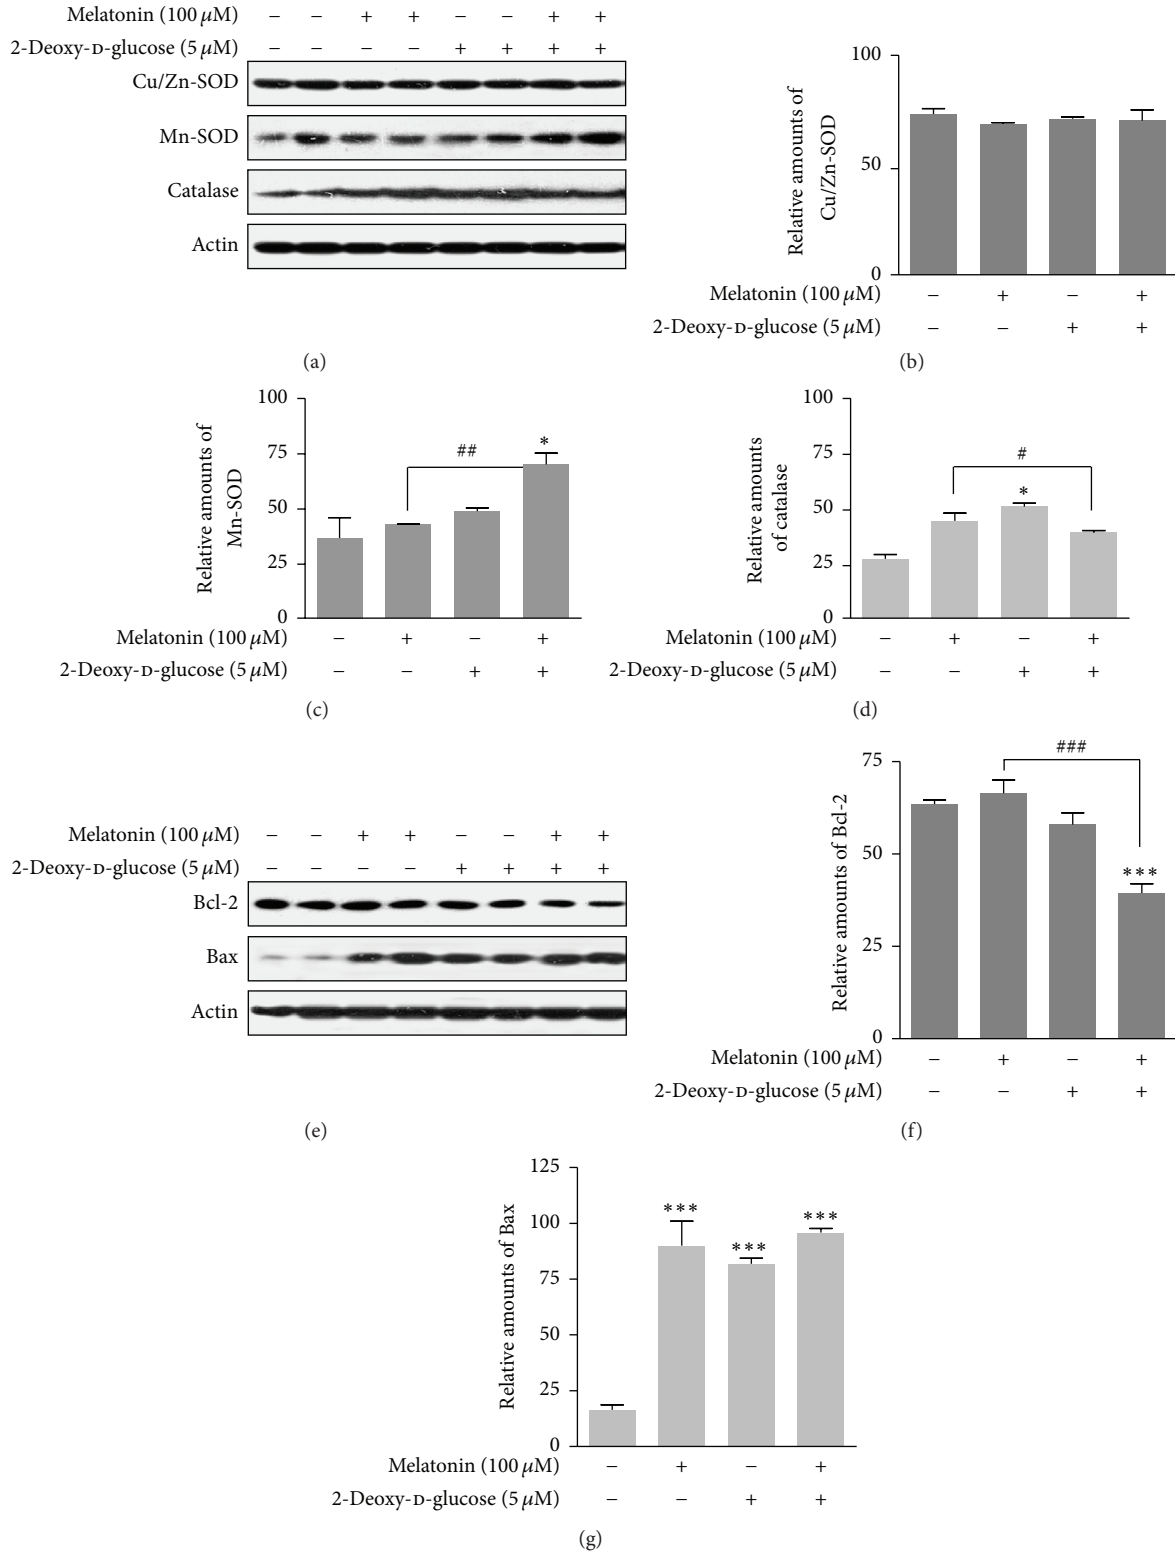 Melatonin (100 μM) − − + + − − + +
2-Deoxy-D-glucose (5 μM) − − − − + + + +
Cu/Zn-SOD
Mn-SOD
Catalase
Actin
(a)
100
50
0
Relative amounts of
Cu/Zn-SOD
Melatonin (100 μM) − + − +
2-Deoxy-D-glucose (5 μM) − − + +
(b)
100
75
50
25
0
Relative amounts of
Mn-SOD
##
*
Melatonin (100 μM) − + − +
2-Deoxy-D-glucose (5 μM) − − + +
(c)
100
75
50
25
0
Relative amounts
of catalase
#
*
Melatonin (100 μM) − + − +
2-Deoxy-D-glucose (5 μM) − − + +
(d)
Melatonin (100 μM) − − + + − − + +
2-Deoxy-D-glucose (5 μM) − − − − + + + +
Bcl-2
Bax
Actin
(e)
75
50
25
0
Relative amounts of Bcl-2
###
***
Melatonin (100 μM) − + − +
2-Deoxy-D-glucose (5 μM) − − + +
(f)
125
100
75
50
25
0
Relative amounts of Bax
*** *** ***
Melatonin (100 μM) − + − +
2-Deoxy-D-glucose (5 μM) − − + +
(g)